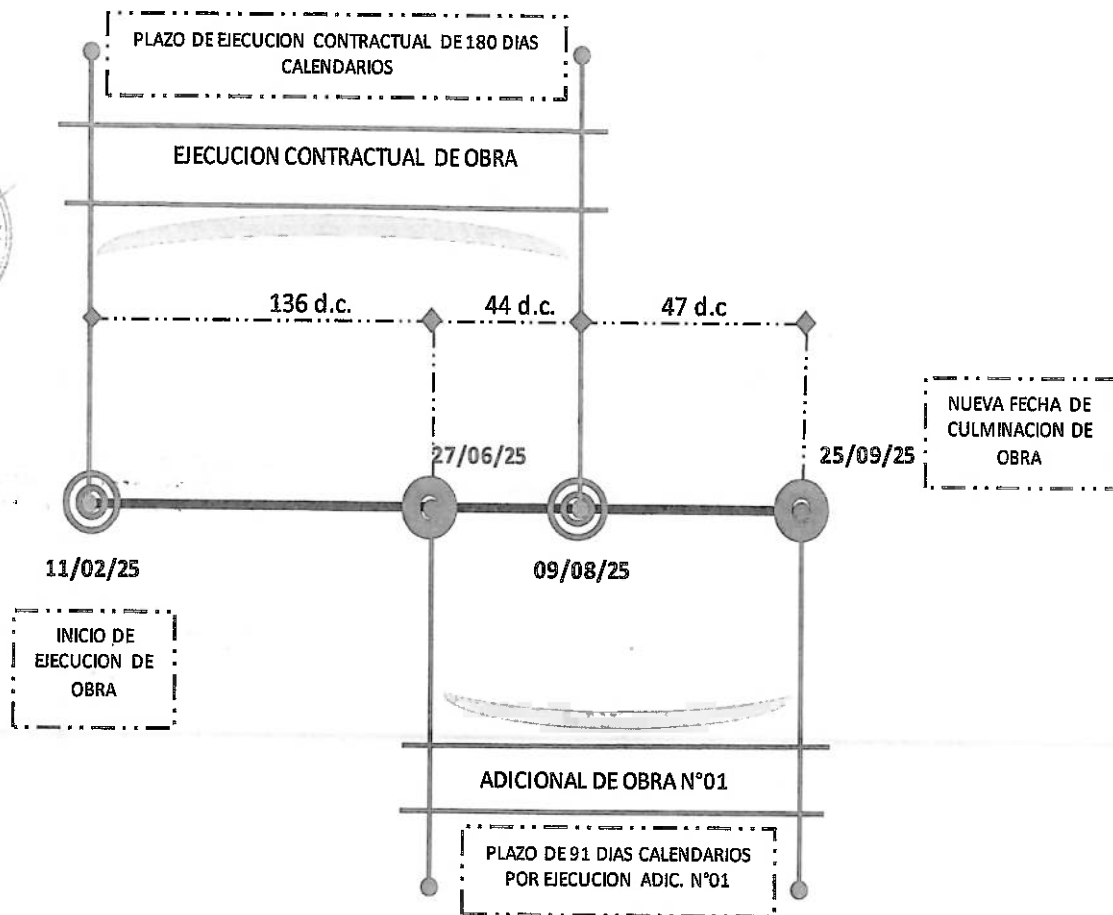 PLAZO DE EJECUCION CONTRACTUAL DE 180 DIAS
CALENDARIOS
EJECUCION CONTRACTUAL DE OBRA
136 d.c.
44 d.c.
47 d.c
27/06/25
25/09/25
NUEVA FECHA DE
CULMINACION DE
OBRA
11/02/25
09/08/25
INICIO DE
EJECUCION DE
OBRA
ADICIONAL DE OBRA N°01
PLAZO DE 91 DIAS CALENDARIOS
POR EJECUCION ADIC. N°01